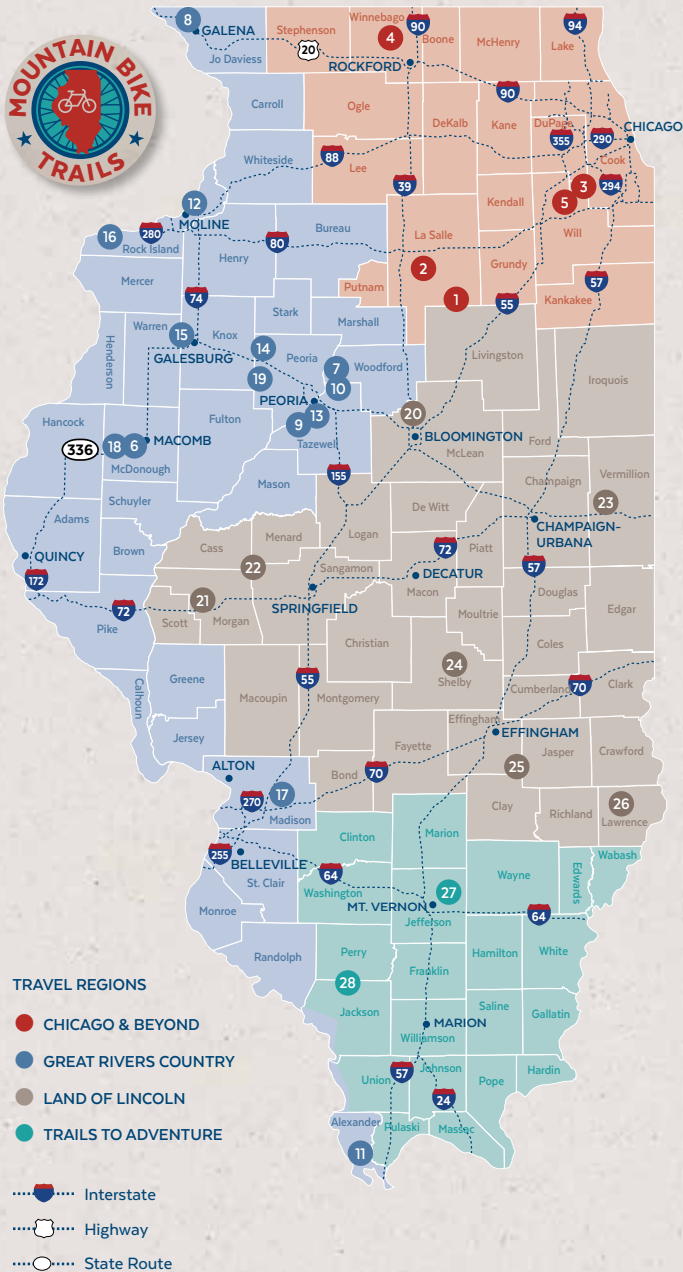 MOUNTAIN BIKE
TRAILS
8
GALENA
Jo Daviess
Stephenson
20
Winnebago
4
90
Boone
ROCKFORD
McHenry
94
Lake
90
Carroll
Ogle
DeKalb
Kane
DuPage
355
290
CHICAGO
Cook
Whiteside
88
Lee
39
3
294
5
Kendall
Will
12
MOLINE
16
280
Rock Island
Bureau
80
Henry
La Salle
2
Grundy
57
Mercer
Putnam
1
55
Kankakee
74
Stark
Marshall
Henderson
Warren
15
Knox
GALESBURG
14
Peoria
7
Woodford
Livingston
Iroquois
19
10
PEORIA
13
9
Tazewell
20
BLOOMINGTON
McLean
Ford
Hancock
336
18
6
MACOMB
McDonough
Fulton
Mason
155
Champaign
Vermillion
23
Schuyler
De Witt
CHAMPAIGN-
URBANA
Adams
QUINCY
172
Brown
Cass
Menard
Logan
72
Piatt
57
22
Sangamon
DECATUR
Macon
Douglas
SPRINGFIELD
72
Pike
21
Scott
Morgan
Moultrie
Edgar
Christian
Coles
Calhoun
Greene
Macoupin
55
Montgomery
24
Shelby
Cumberland
70
Clark
Jersey
Effingham
EFFINGHAM
Fayette
Jasper
Crawford
ALTON
Bond
70
25
270
17
Madison
Clay
Richland
26
Lawrence
Clinton
Marion
255
BELLEVILLE
St. Clair
64
Washington
Wayne
Edwards
Wabash
27
MT. VERNON
Jefferson
64
Monroe
Randolph
Perry
Hamilton
White
Franklin
28
Jackson
Saline
Gallatin
MARION
Williamson
57
Union
Johnson
Pope
Hardin
24
Alexander
Pulaski
Massac
11
TRAVEL REGIONS
CHICAGO & BEYOND
GREAT RIVERS COUNTRY
LAND OF LINCOLN
TRAILS TO ADVENTURE
Interstate
Highway
State Route